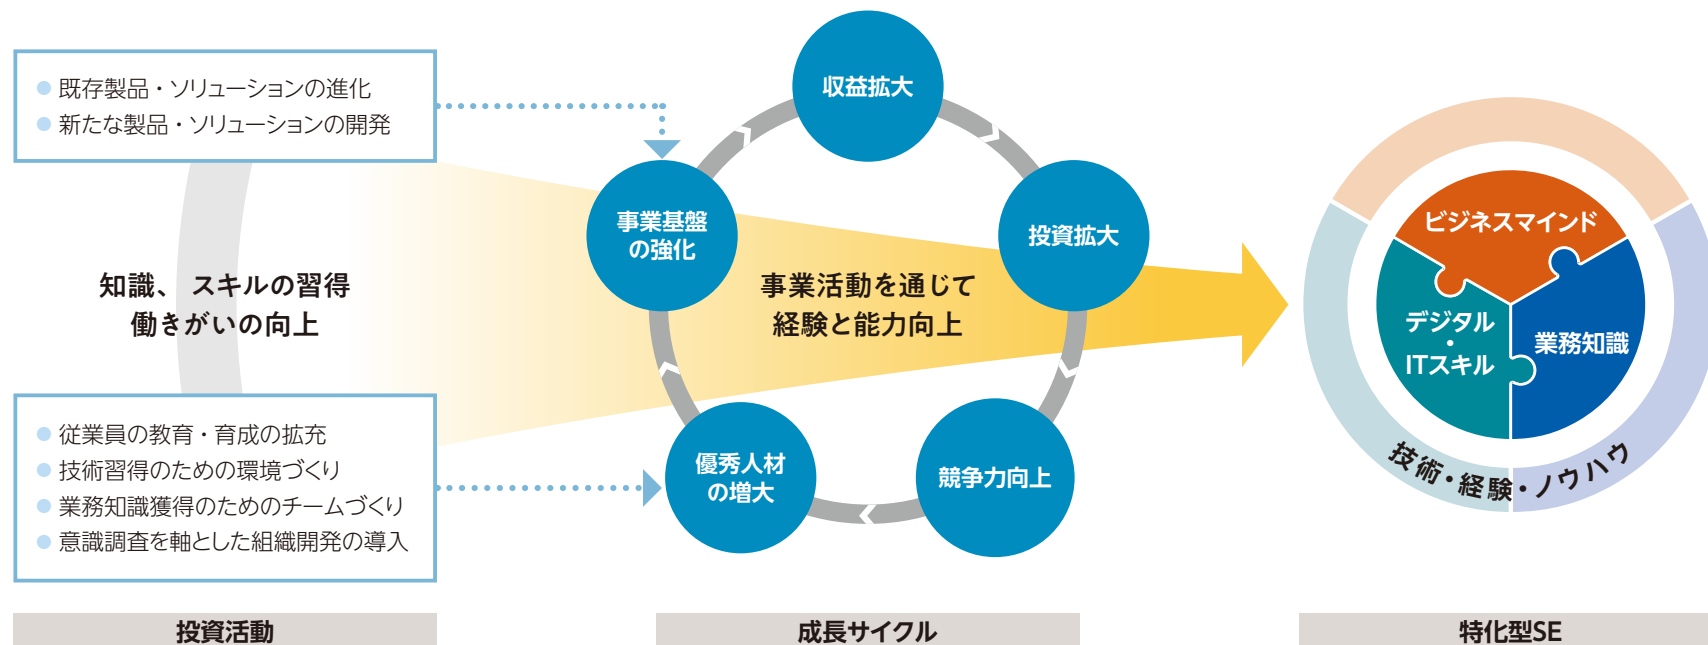 既存製品・ソリューションの進化
新たな製品・ソリューションの開発
知識、スキルの習得
働きがいの向上
従業員の教育・育成の拡充
技術習得のための環境づくり
業務知識獲得のためのチームづくり
意識調査を軸とした組織開発の導入
投資活動
収益拡大
事業基盤
の強化
投資拡大
事業活動を通じて
経験と能力向上
優秀人材
の増大
競争力向上
成長サイクル
ビジネスマインド
デジタル
・
ITスキル
業務知識
技術・経験・ノウハウ
特化型SE